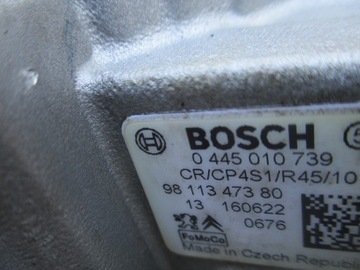 BOSCH
0 445 010 739
CR/CP4S1/R45/10
98 113 473 80
13 160622
0676
FoMoCo
Made in Czech Republi